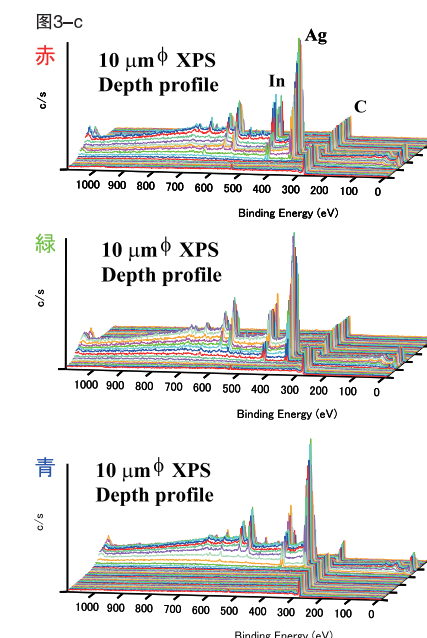 図3-c
赤
10 μmφ XPS
Depth profile
Ag
In
C
c/s
1000 900 800 700 600 500 400 300 200 100 0
Binding Energy (eV)
緑
10 μmφ XPS
Depth profile
c/s
1000 900 800 700 600 500 400 300 200 100 0
Binding Energy (eV)
青
10 μmφ XPS
Depth profile
c/s
1000 900 800 700 600 500 400 300 200 100 0
Binding Energy (eV)